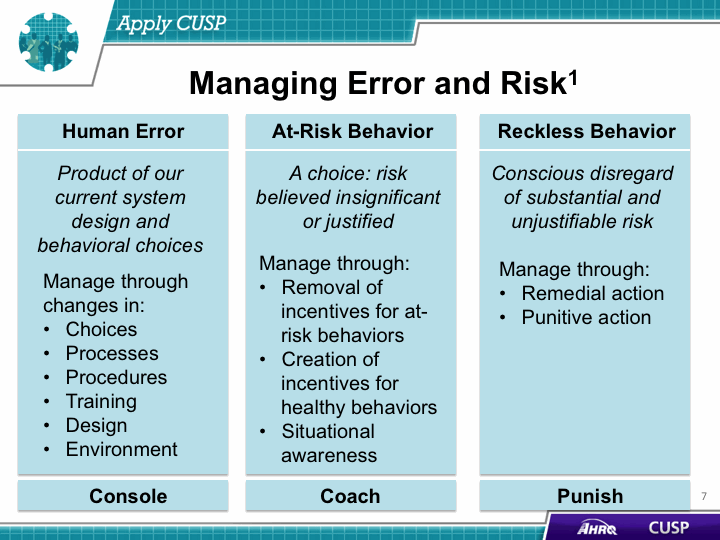 Apply CUSP
Managing Error and Risk¹
Human Error
Product of our
current system
design and
behavioral choices
Manage through
changes in:
• Choices
• Processes
• Procedures
• Training
• Design
• Environment
Console
At-Risk Behavior
A choice: risk
believed insignificant
or justified
Manage through:
• Removal of
incentives for at-
risk behaviors
• Creation of
incentives for
healthy behaviors
• Situational
awareness
Coach
Reckless Behavior
Conscious disregard
of substantial and
unjustifiable risk
Manage through:
• Remedial action
• Punitive action
Punish
7
AHRQ
CUSP